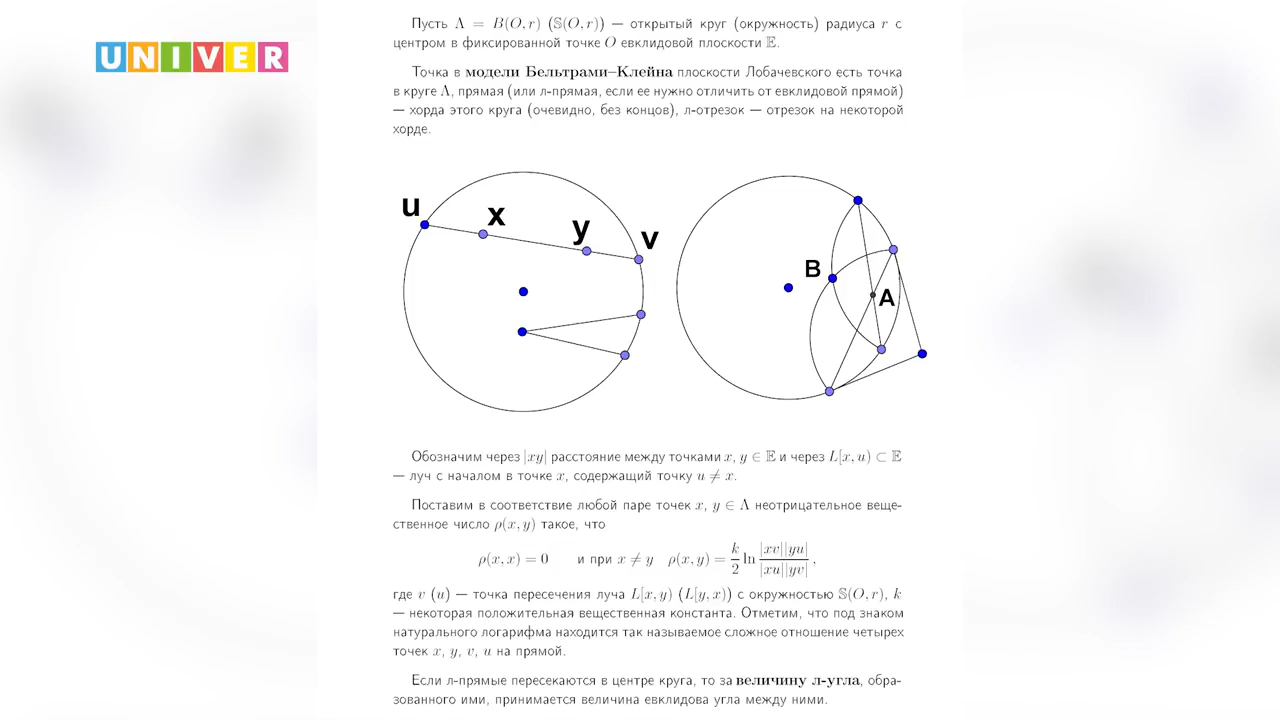 UNIVER
Пусть Λ = B(O, r) (𝕊(O, r)) — открытый круг (окружность) радиуса r с
центром в фиксированной точке O евклидовой плоскости 𝔼.
Точка в модели Бельтрами–Клейна плоскости Лобачевского есть точка
в круге Λ, прямая (или л-прямая, если ее нужно отличить от евклидовой прямой)
— хорда этого круга (очевидно, без концов), л-отрезок — отрезок на некоторой
хорде.
u
x
y
v
B
A
Обозначим через |xy| расстояние между точками x, y ∈ 𝔼 и через L[x, u) ⊂ 𝔼
— луч с началом в точке x, содержащий точку u ≠ x.
Поставим в соответствие любой паре точек x, y ∈ Λ неотрицательное веще-
ственное число ρ(x, y) такое, что
ρ(x, x) = 0 и при x ≠ y ρ(x, y) = k/2 ln |xv||yu|/|xu||yv| ,
где v (u) — точка пересечения луча L[x, y) (L[y, x)) с окружностью 𝕊(O, r), k
— некоторая положительная вещественная константа. Отметим, что под знаком
натурального логарифма находится так называемое сложное отношение четырех
точек x, y, v, u на прямой.
Если л-прямые пересекаются в центре круга, то за величину л-угла, обра-
зованного ими, принимается величина евклидова угла между ними.